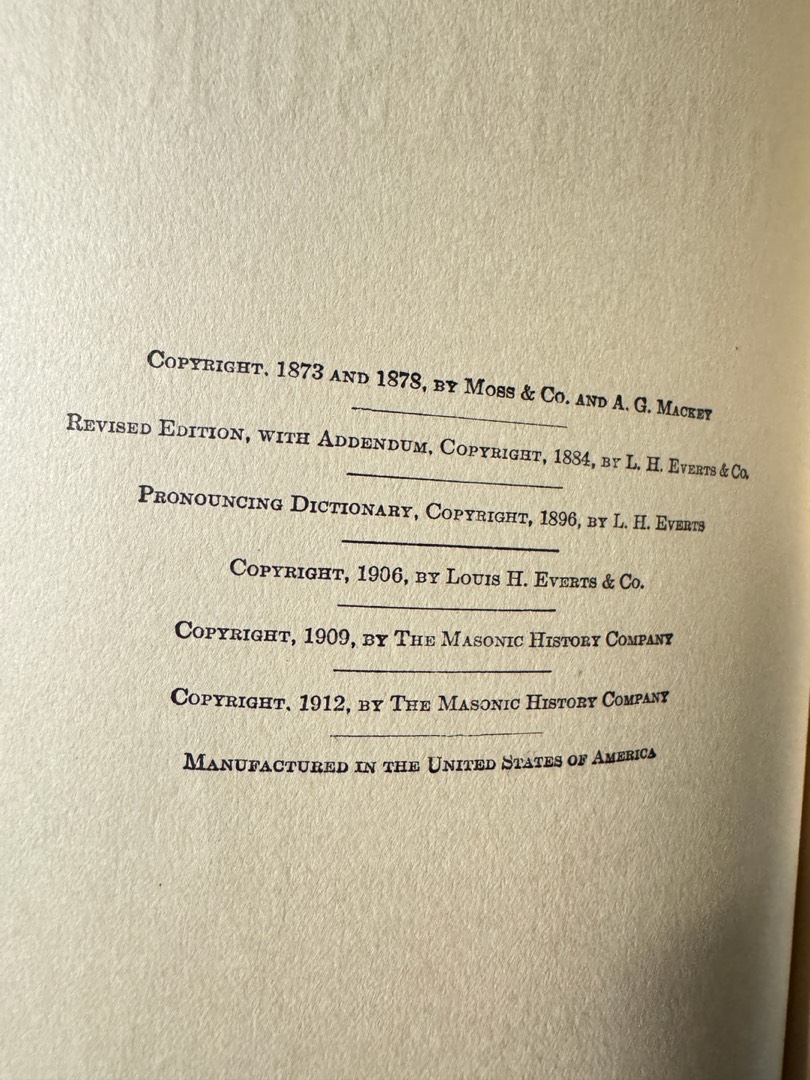 Copyright, 1873 and 1878, by Moss & Co. and A. G. Mackey
Revised Edition, with Addendum, Copyright, 1884, by L. H. Everts & Co.
Pronouncing Dictionary, Copyright, 1896, by L. H. Everts
Copyright, 1906, by Louis H. Everts & Co.
Copyright, 1909, by The Masonic History Company
Copyright, 1912, by The Masonic History Company
Manufactured in the United States of America